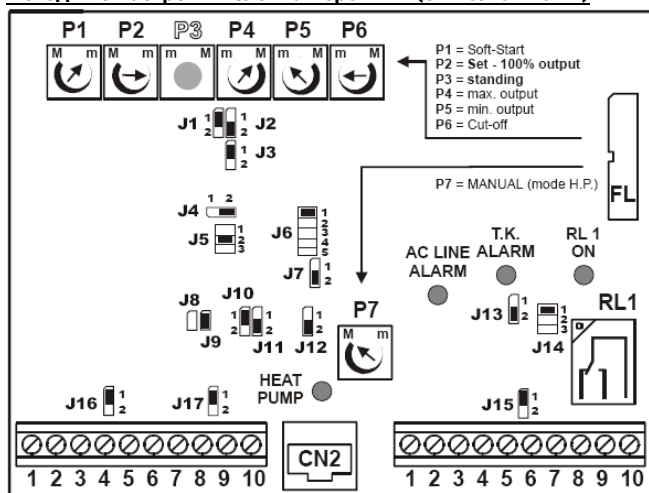 P1 P2 P3 P4 P5 P6
M m M m m M M m M m M m
P1 = Soft-Start
P2 = Set - 100% output
P3 = standing
P4 = max. output
P5 = min. output
P6 = Cut-off
J1 1 2 1 2 J2
1 2 J3
P7 = MANUAL (mode H.P.)
FL
J4 1 2
J5 1 2 3
J6 1 2 3 4 5
J7 1 2
AC LINE ALARM
T.K. ALARM
RL 1 ON
J8
J9
J10 1 2
1 2 J11
1 2 J12
P7
M m
J13 1 2
1 2 3 J14
RL1
HEAT PUMP
J16 1 2
J17 1 2
J15 1 2
CN2
1 2 3 4 5 6 7 8 9 10
1 2 3 4 5 6 7 8 9 10